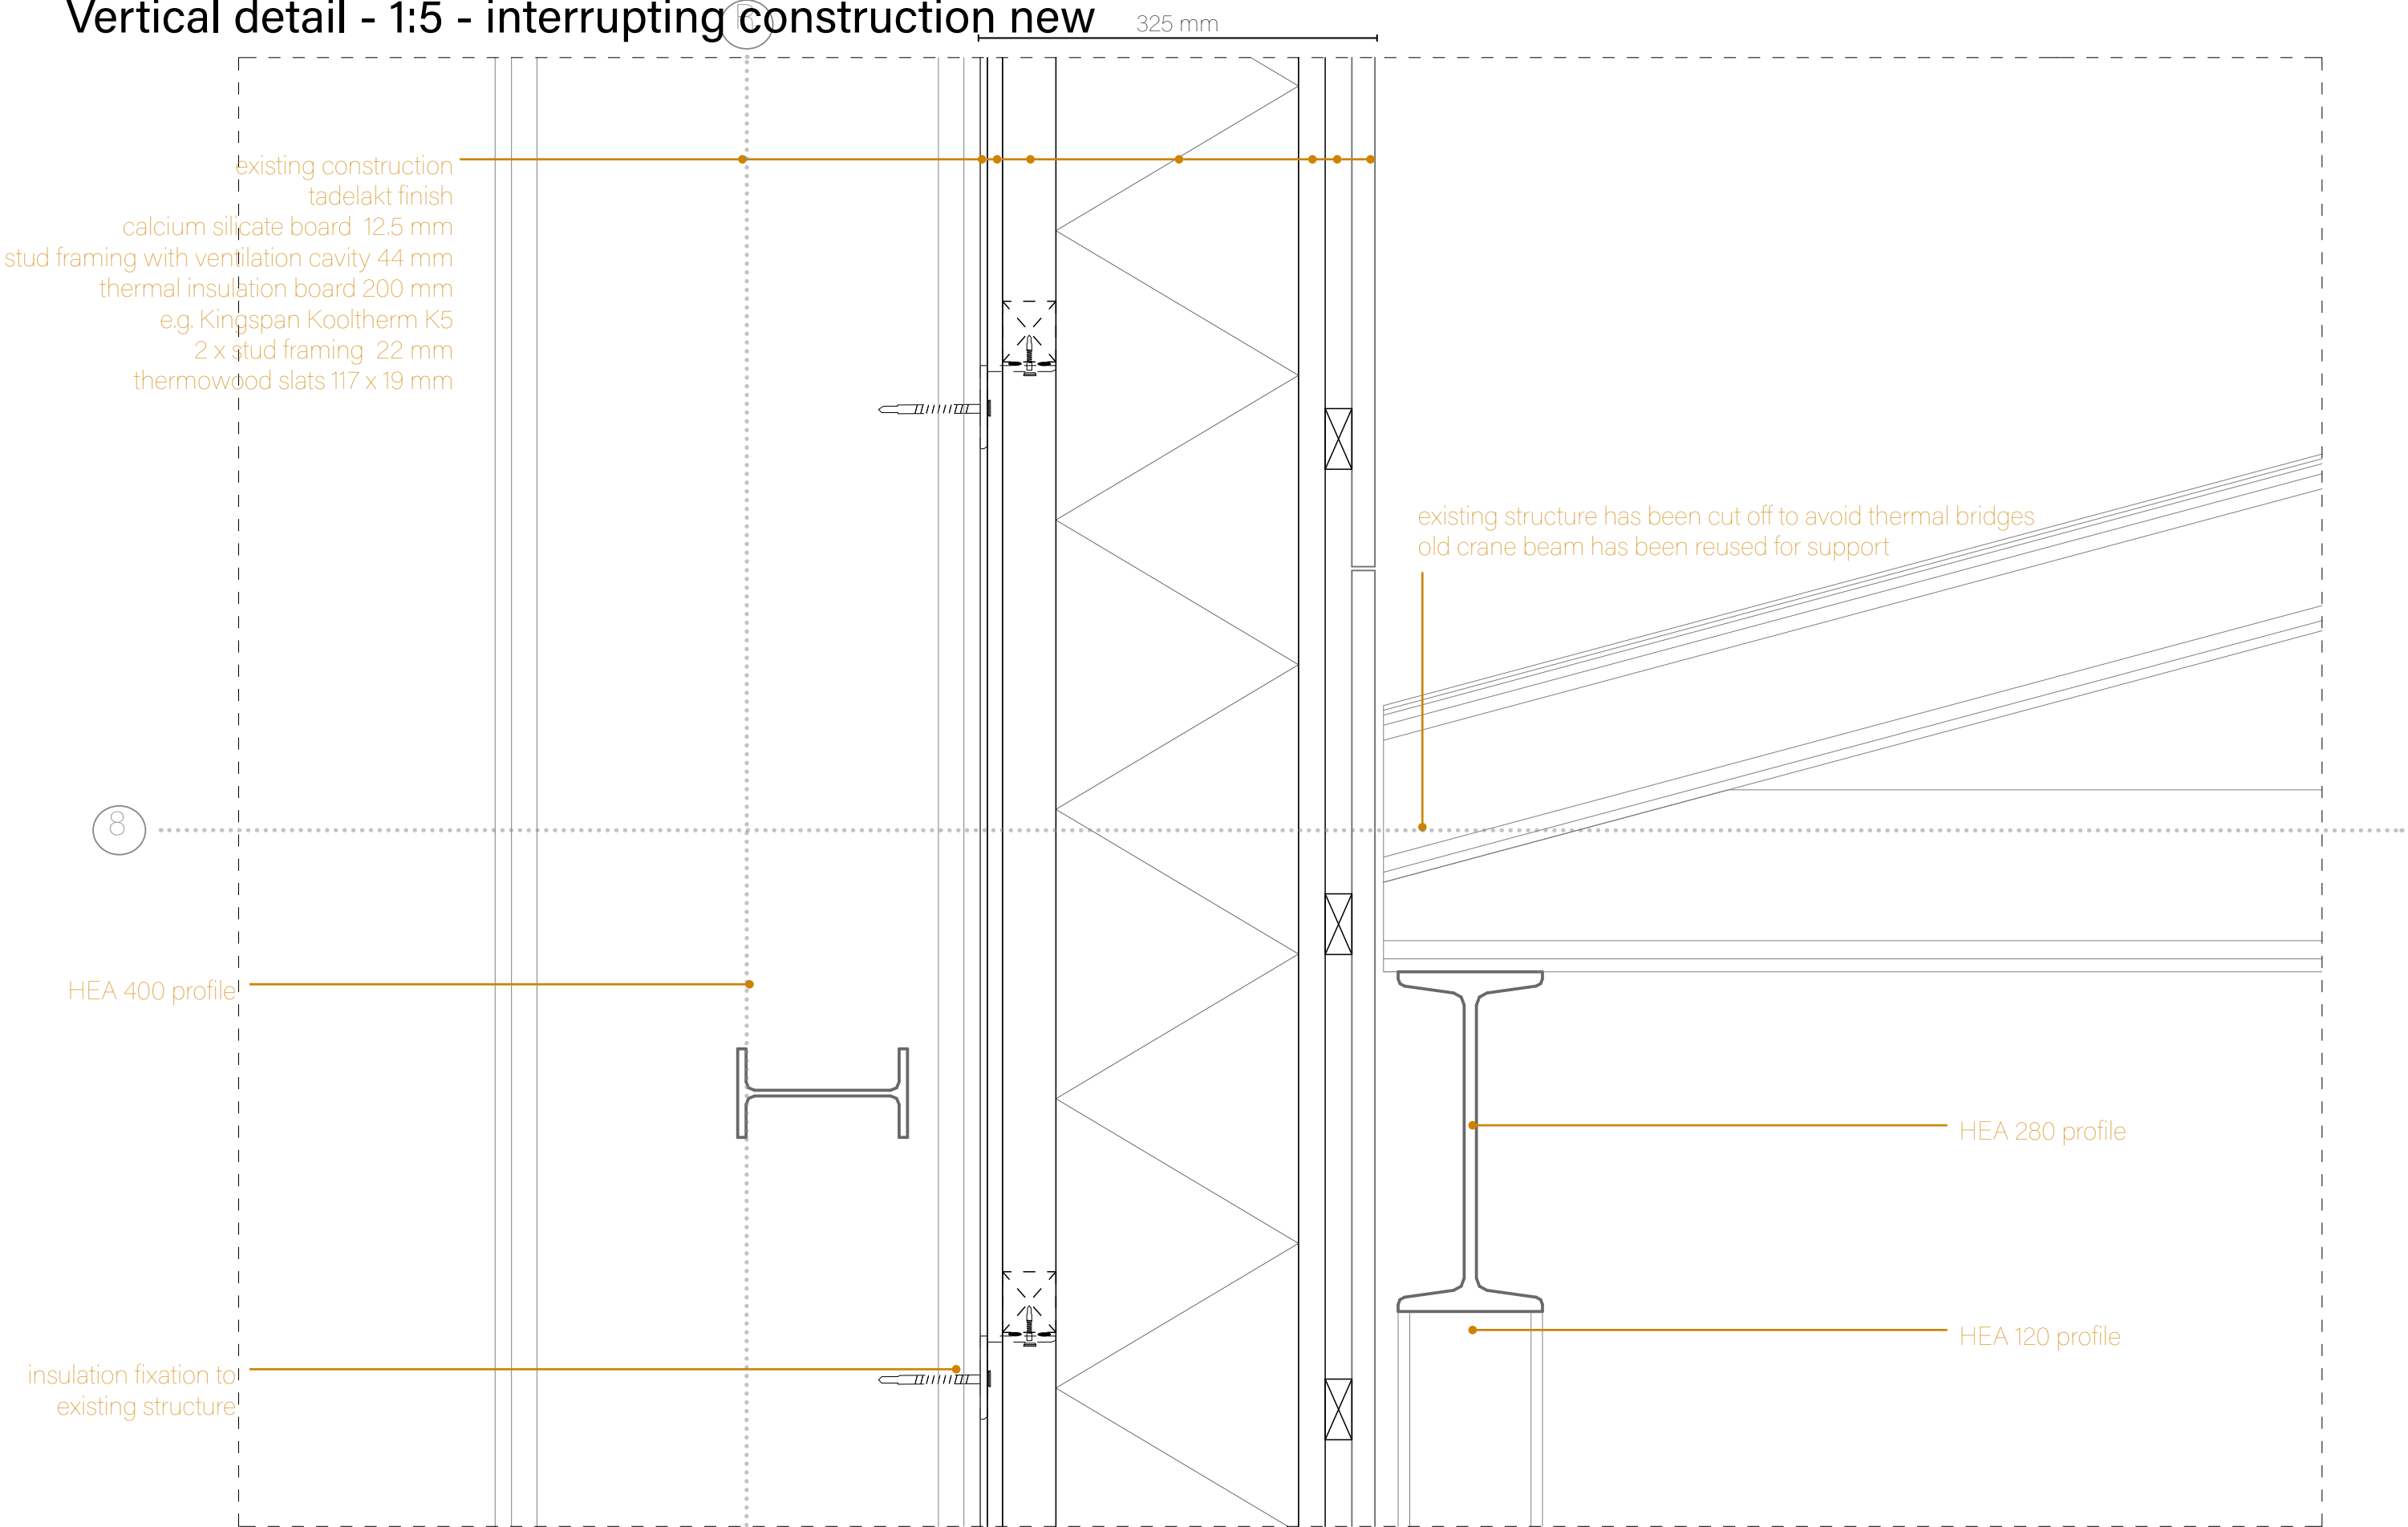 Vertical detail - 1:5 - interrupting construction new
325 mm
existing construction
tadelakt finish
calcium silicate board 12.5 mm
stud framing with ventilation cavity 44 mm
thermal insulation board 200 mm
e.g. Kingspan Kooltherm K5
2 x stud framing 22 mm
thermowood slats 117 x 19 mm
existing structure has been cut off to avoid thermal bridges
old crane beam has been reused for support
8
HEA 400 profile
HEA 280 profile
HEA 120 profile
insulation fixation to
existing structure